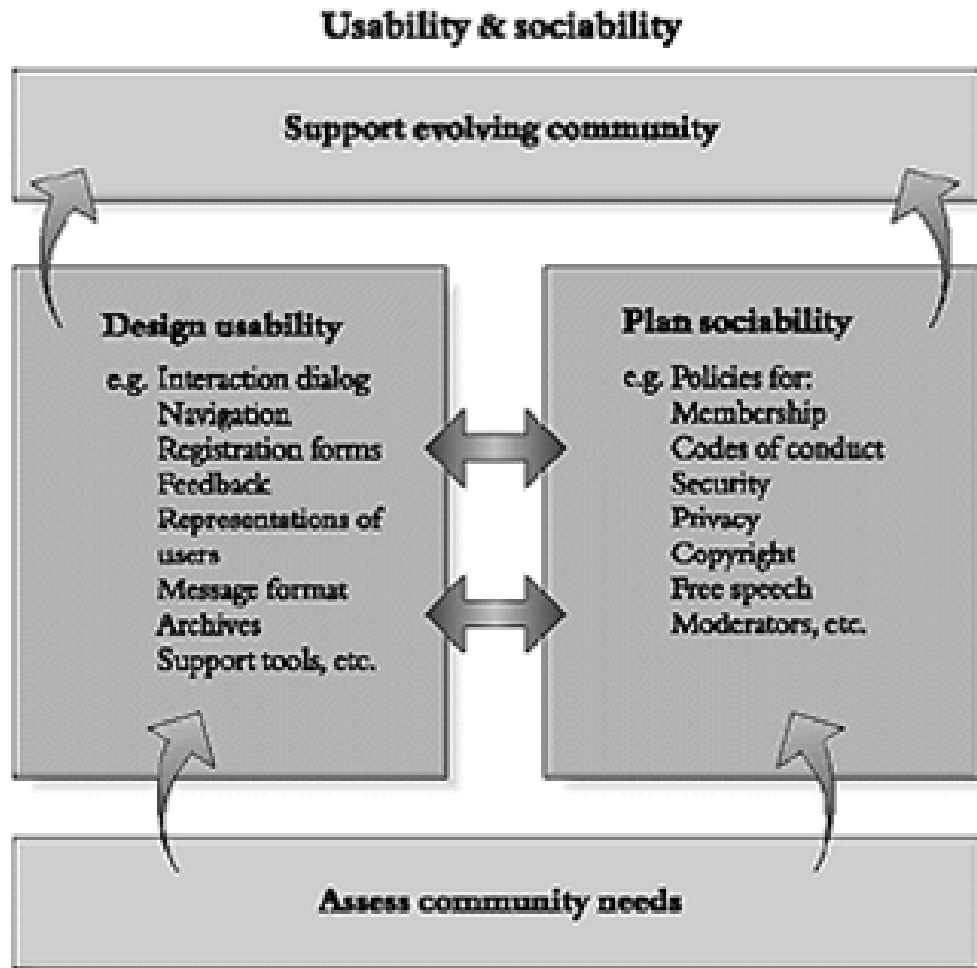 Usability & sociability
Support evolving community
Design usability
e.g. Interaction dialog
Navigation
Registration forms
Feedback
Representations of
users
Message format
Archives
Support tools, etc.
Plan sociability
e.g. Policies for:
Membership
Codes of conduct
Security
Privacy
Copyright
Free speech
Moderators, etc.
Assess community needs